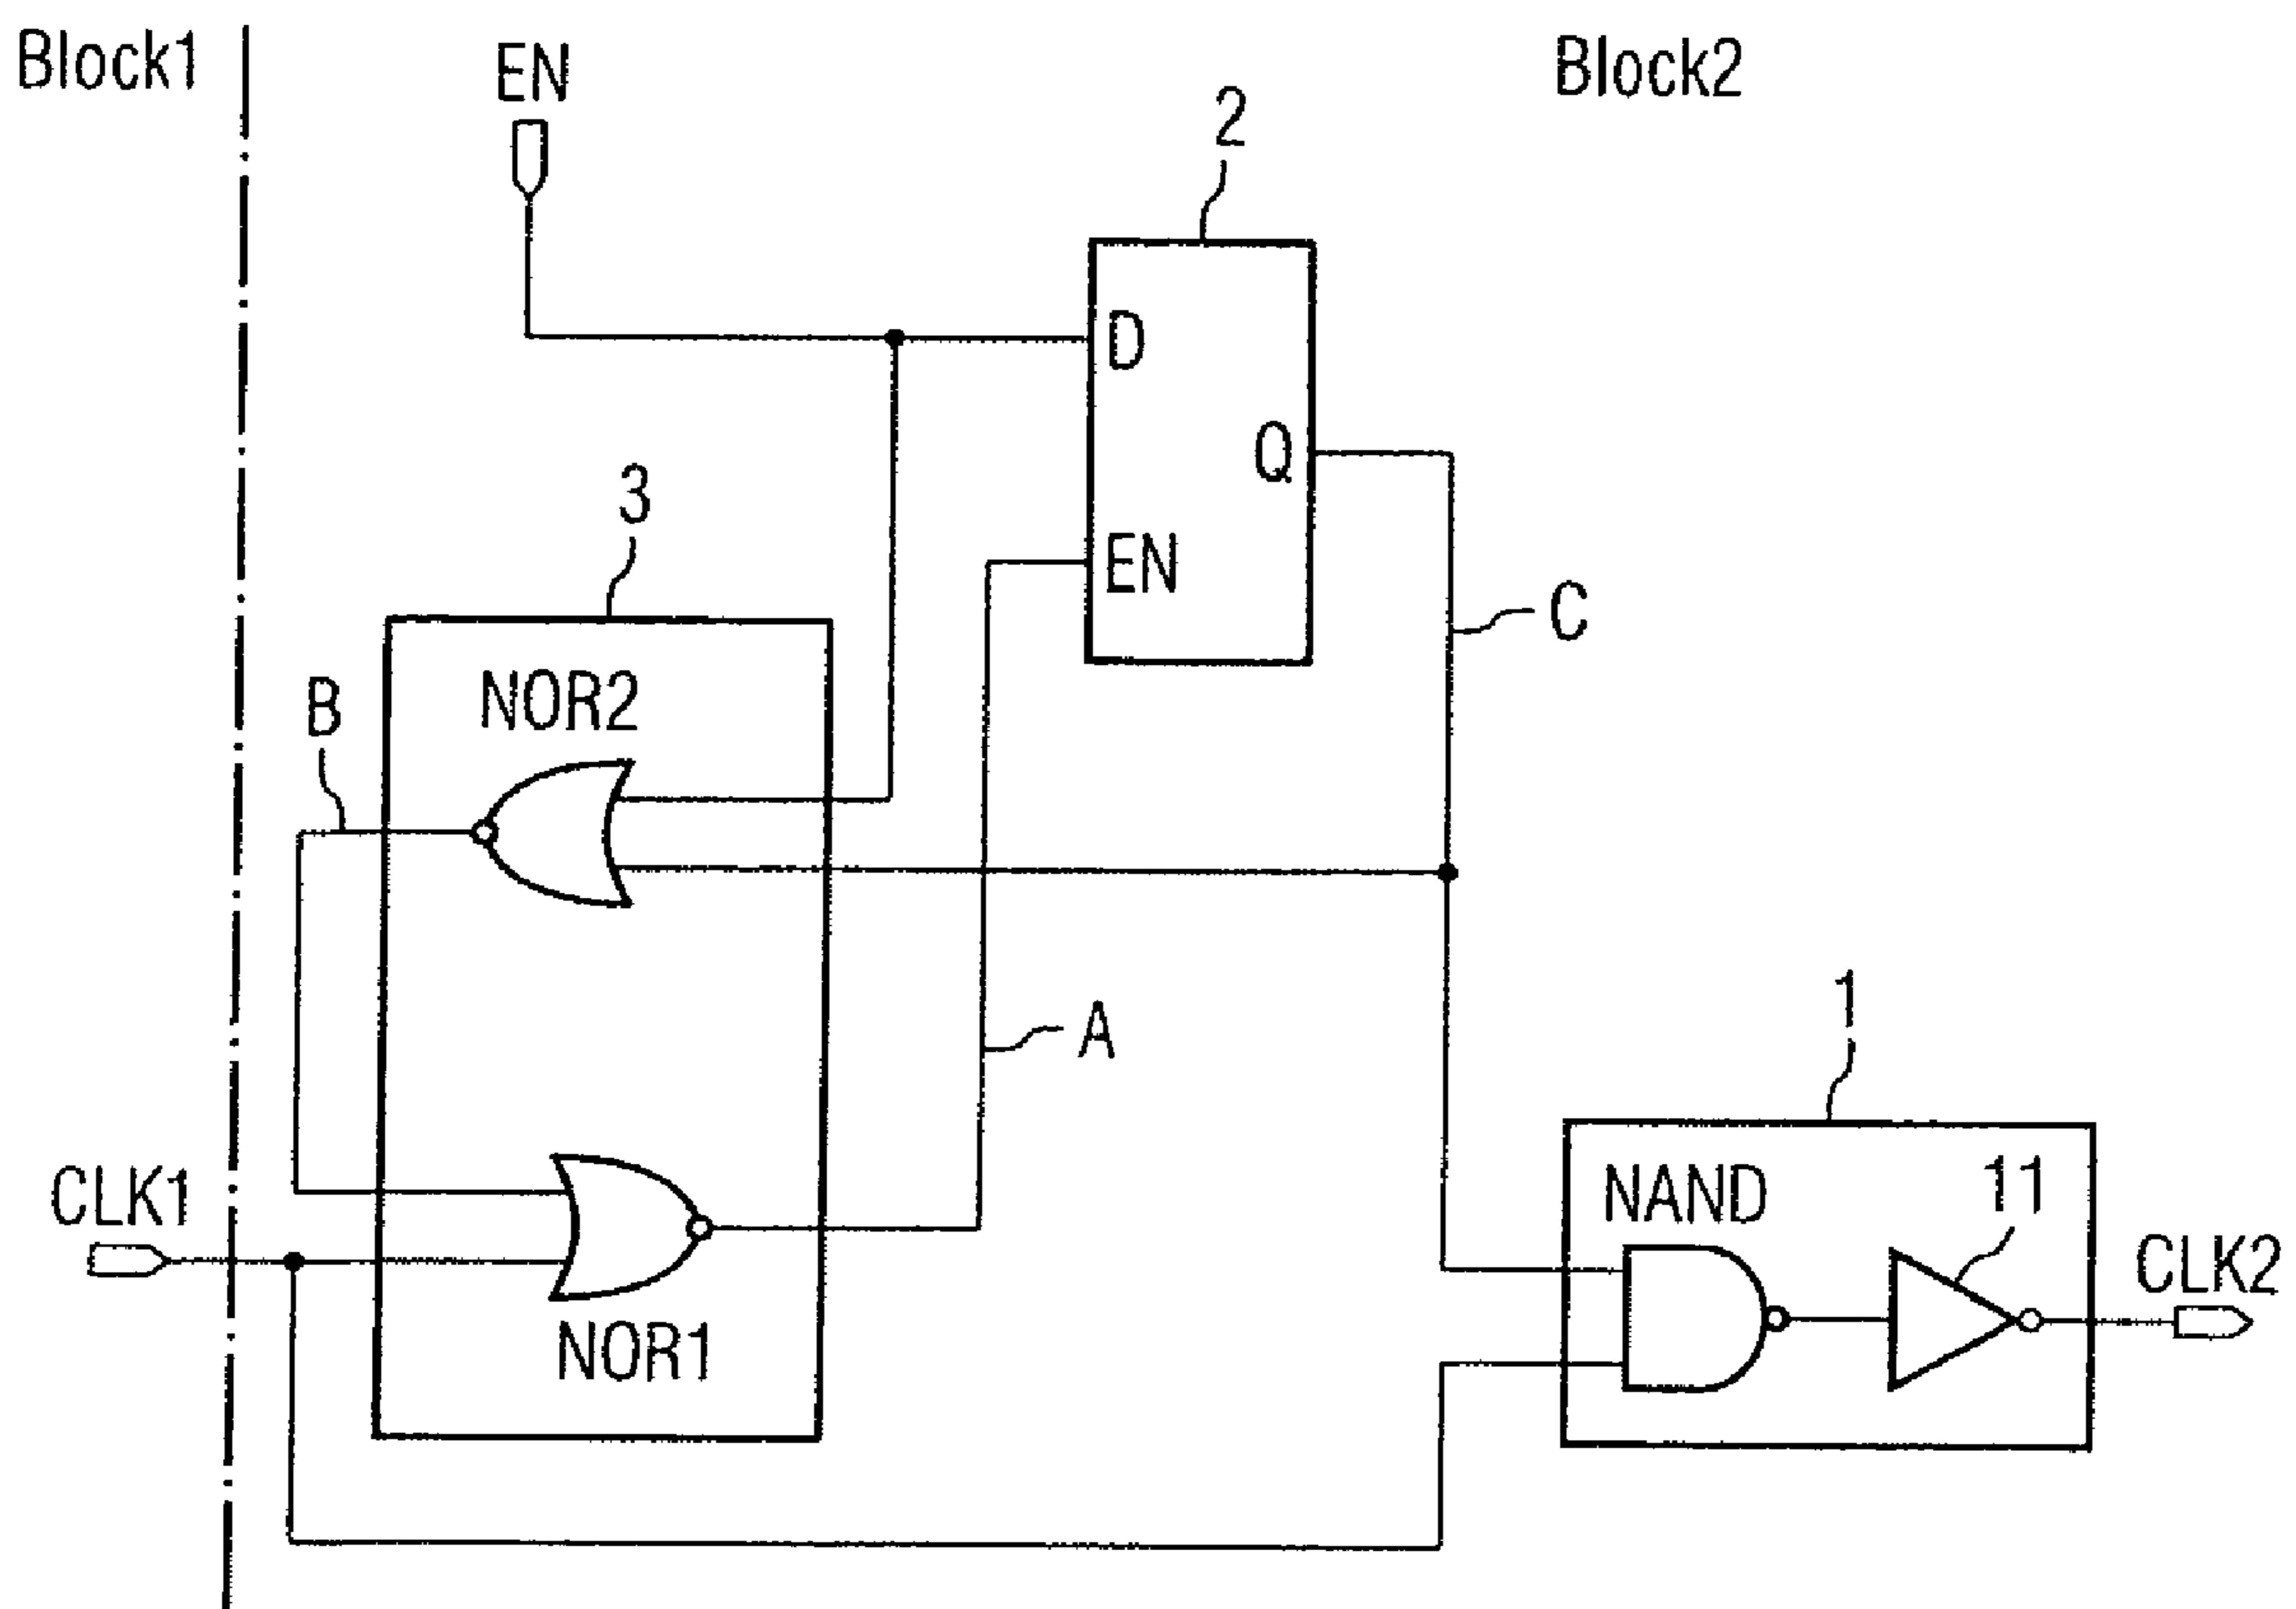 Block1
EN
Block2
2
D
Q
3
EN
C
NOR2
B
A
1
CLK1
NAND
11
CLK2
NOR1